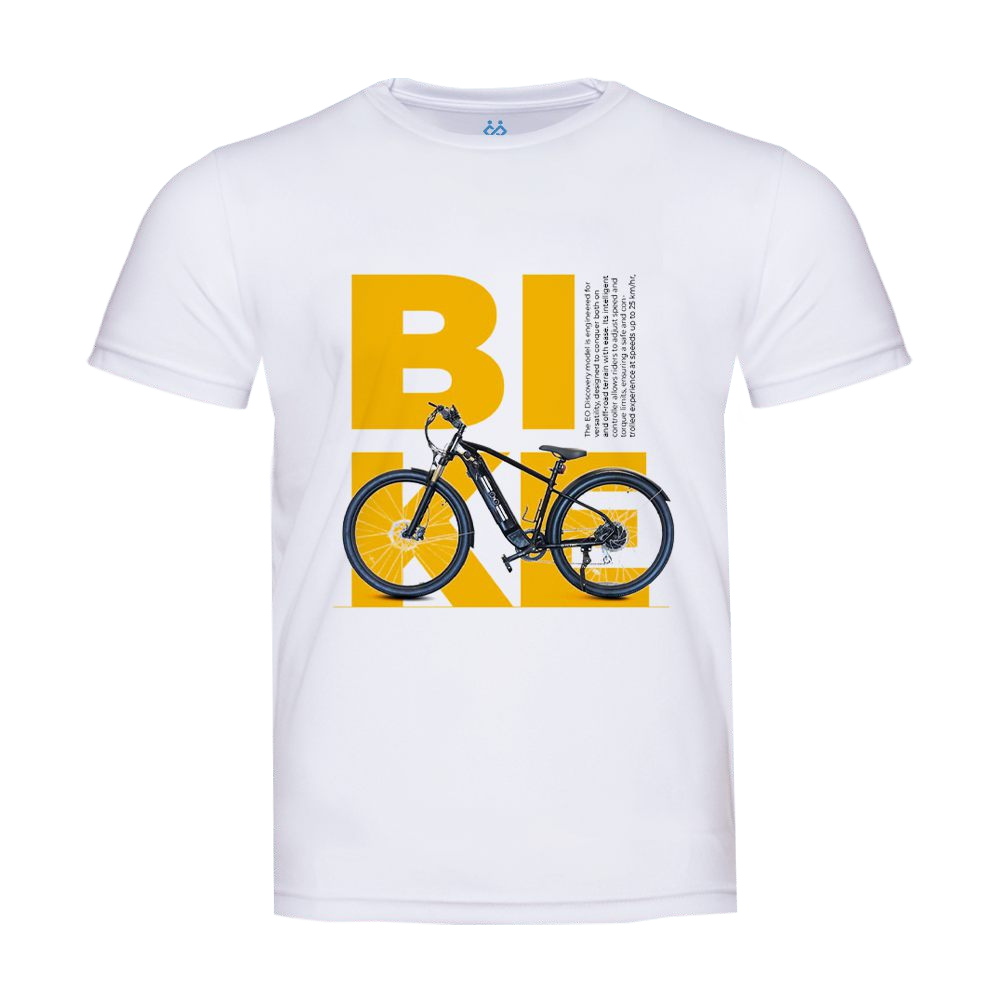 BI
KE
The EO Discovery model is engineered for
versatility, designed to conquer both on
and off-road terrain with ease. Its intelligent
controller allows riders to adjust speed and
torque limits, ensuring a safe and con-
trolled experience at speeds up to 25 km/hr,